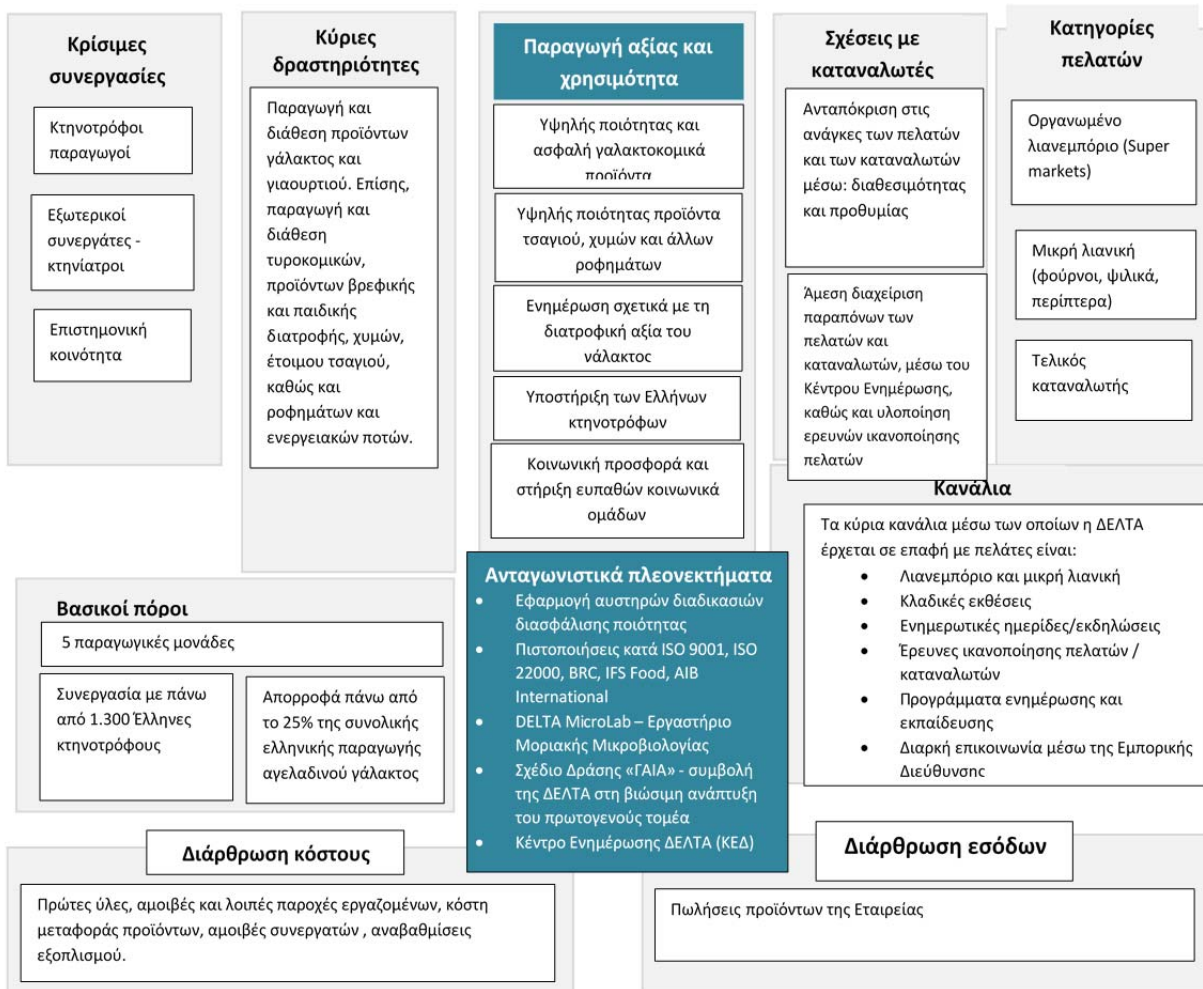 Κρίσιμες
συνεργασίες
Κτηνοτρόφοι
παραγωγοί
Εξωτερικοί
συνεργάτες -
κτηνίατροι
Επιστημονική
κοινότητα
Κύριες
δραστηριότητες
Παραγωγή και
διάθεση προϊόντων
γάλακτος και
γιαουρτιού. Επίσης,
παραγωγή και
διάθεση
τυροκομικών,
προϊόντων βρεφικής
και παιδικής
διατροφής, χυμών,
έτοιμου τσαγιού,
καθώς και
ροφημάτων και
ενεργειακών ποτών.
Παραγωγή αξίας και
χρησιμότητα
Υψηλής ποιότητας και
ασφαλή γαλακτοκομικά
προϊόντα
Υψηλής ποιότητας προϊόντα
τσαγιού, χυμών και άλλων
ροφημάτων
Ενημέρωση σχετικά με τη
διατροφική αξία του
γάλακτος
Υποστήριξη των Ελλήνων
κτηνοτρόφων
Κοινωνική προσφορά και
στήριξη ευπαθών κοινωνικά
ομάδων
Σχέσεις με
καταναλωτές
Ανταπόκριση στις
ανάγκες των πελατών
και των καταναλωτών
μέσω: διαθεσιμότητας
και προθυμίας
Άμεση διαχείριση
παραπόνων των
πελατών και
καταναλωτών, μέσω του
Κέντρου Ενημέρωσης,
καθώς και υλοποίηση
ερευνών ικανοποίησης
πελατών
Κατηγορίες
πελατών
Οργανωμένο
λιανεμπόριο (Super
markets)
Μικρή λιανική
(φούρνοι, ψιλικά,
περίπτερα)
Τελικός
καταναλωτής
Κανάλια
Τα κύρια κανάλια μέσω των οποίων η ΔΕΛΤΑ
έρχεται σε επαφή με πελάτες είναι:
• Λιανεμπόριο και μικρή λιανική
• Κλαδικές εκθέσεις
• Ενημερωτικές ημερίδες/εκδηλώσεις
• Έρευνες ικανοποίησης πελατών /
καταναλωτών
• Προγράμματα ενημέρωσης και
εκπαίδευσης
• Διαρκή επικοινωνία μέσω της Εμπορικής
Διεύθυνσης
Βασικοί πόροι
5 παραγωγικές μονάδες
Συνεργασία με πάνω
από 1.300 Έλληνες
κτηνοτρόφους
Απορροφά πάνω από
το 25% της συνολικής
ελληνικής παραγωγής
αγελαδινού γάλακτος
Ανταγωνιστικά πλεονεκτήματα
• Εφαρμογή αυστηρών διαδικασιών
διασφάλισης ποιότητας
• Πιστοποιήσεις κατά ISO 9001, ISO
22000, BRC, IFS Food, AIB
International
• DELTA MicroLab – Εργαστήριο
Μοριακής Μικροβιολογίας
• Σχέδιο Δράσης «ΓΑΙΑ» - συμβολή
της ΔΕΛΤΑ στη βιώσιμη ανάπτυξη
του πρωτογενούς τομέα
• Κέντρο Ενημέρωσης ΔΕΛΤΑ (ΚΕΔ)
Διάρθρωση κόστους
Πρώτες ύλες, αμοιβές και λοιπές παροχές εργαζομένων, κόστη
μεταφοράς προϊόντων, αμοιβές συνεργατών , αναβαθμίσεις
εξοπλισμού.
Διάρθρωση εσόδων
Πωλήσεις προϊόντων της Εταιρείας